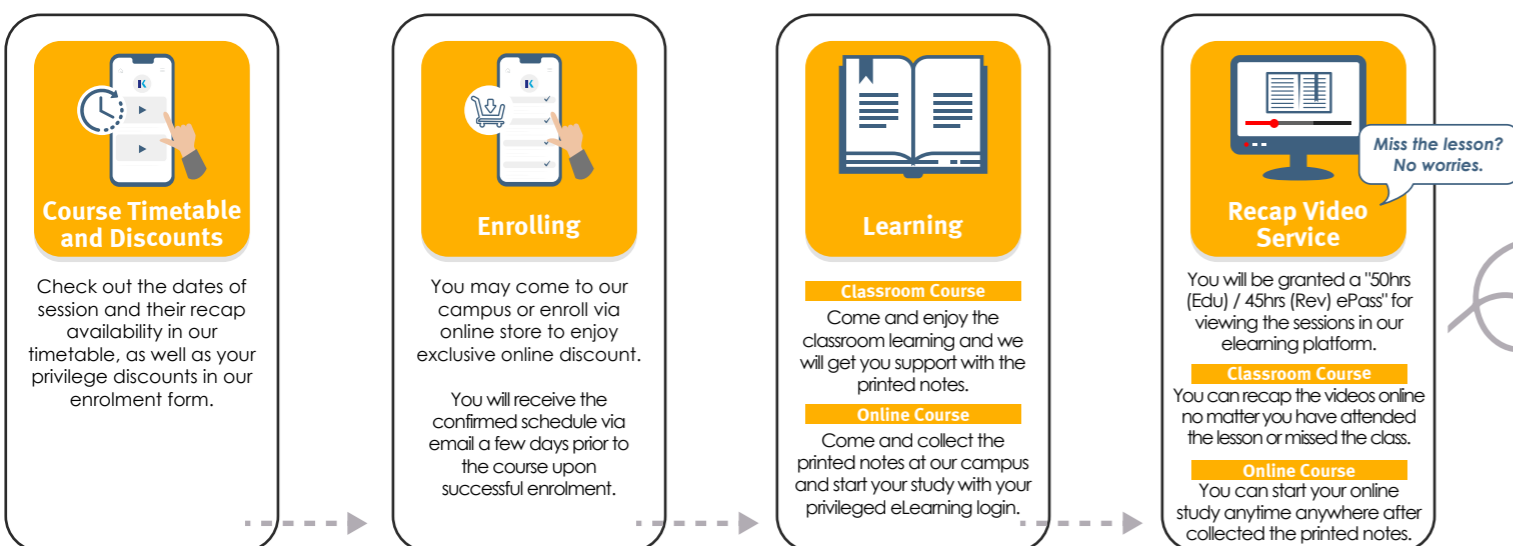 Course Timetable
and Discounts
Check out the dates of
session and their recap
availability in our
timetable, as well as your
privilege discounts in our
enrolment form.
Enrolling
You may come to our
campus or enroll via
online store to enjoy
exclusive online discount.
You will receive the
confirmed schedule via
email a few days prior to
the course upon
successful enrolment.
Learning
Classroom Course
Come and enjoy the
classroom learning and we
will get you support with the
printed notes.
Online Course
Come and collect the
printed notes at our campus
and start your study with your
privileged eLearning login.
Miss the lesson?
No worries.
Recap Video
Service
You will be granted a "50hrs
(Edu) / 45hrs (Rev) ePass" for
viewing the sessions in our
elearning platform.
Classroom Course
You can recap the videos online
no matter you have attended
the lesson or missed the class.
Online Course
You can start your online
study anytime anywhere after
collected the printed notes.